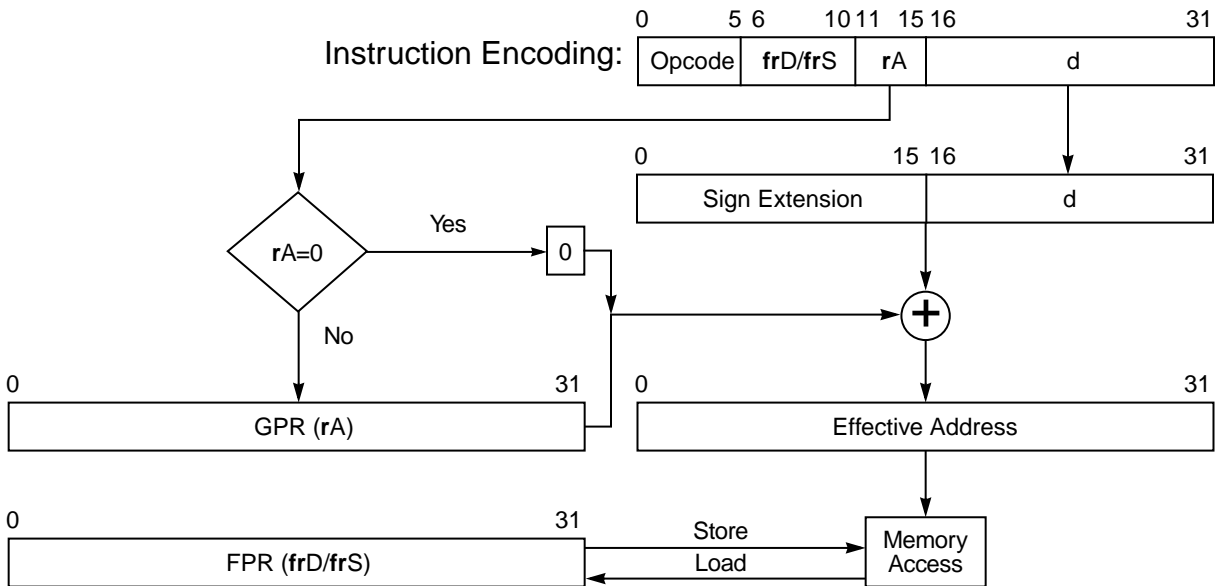 0 5 6 10 11 15 16 31
Instruction Encoding: Opcode frD/frS rA d
0 15 16 31
Sign Extension d
Yes
rA=0 0
+
No
0 31 0 31
GPR (rA) Effective Address
0 31
Store
FPR (frD/frS) Memory
Access
Load